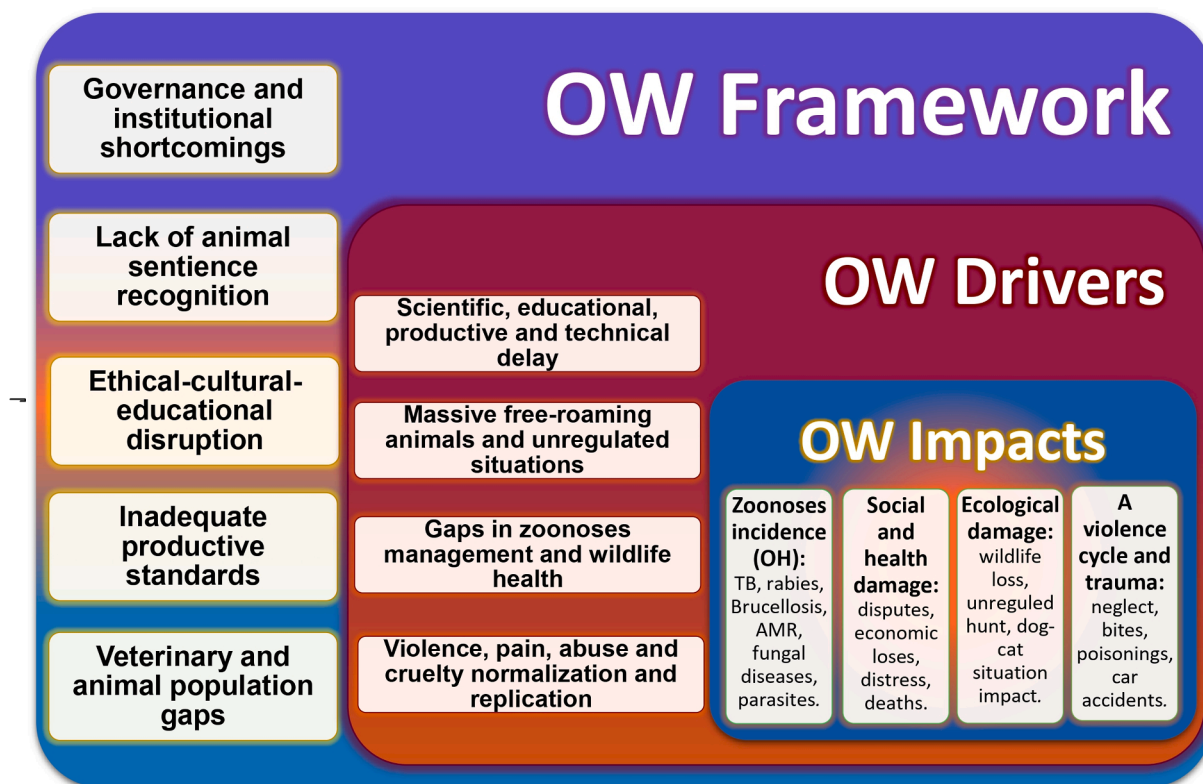 OW Framework
Governance and
institutional
shortcomings
Lack of animal
sentience
recognition
Ethical-cultural-
educational
disruption
Inadequate
productive
standards
Veterinary and
animal population
gaps
OW Drivers
Scientific, educational,
productive and technical
delay
Massive free-roaming
animals and unregulated
situations
Gaps in zoonoses
management and wildlife
health
Violence, pain, abuse and
cruelty normalization and
replication
OW Impacts
Zoonoses
incidence
(OH):
TB, rabies,
Brucellosis,
AMR,
fungal
diseases,
parasites.
Social
and
health
damage:
disputes,
economic
loses,
distress,
deaths.
Ecological
damage:
wildlife
loss,
unreguled
hunt, dog-
cat
situation
impact.
A
violence
cycle and
trauma:
neglect,
bites,
poisonings,
car
accidents.